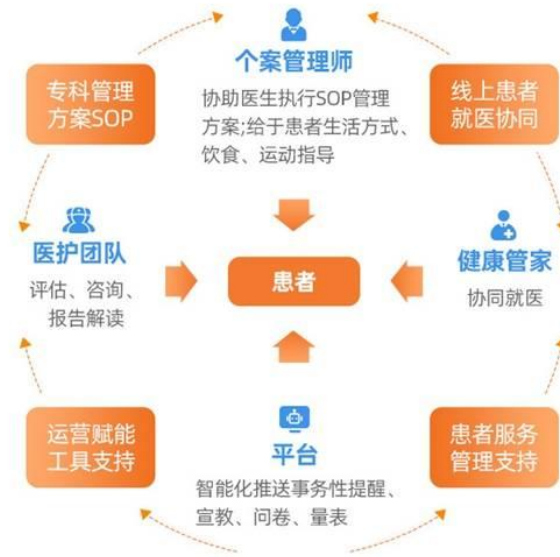 个案管理师
协助医生执行SOP管理
方案;给于患者生活方式、
饮食、运动指导
专科管理
方案SOP
线上患者
就医协同
医护团队
评估、咨询、
报告解读
患者
健康管家
协同就医
运营赋能
工具支持
平台
智能化推送事务性提醒、
宣教、问卷、量表
患者服务
管理支持